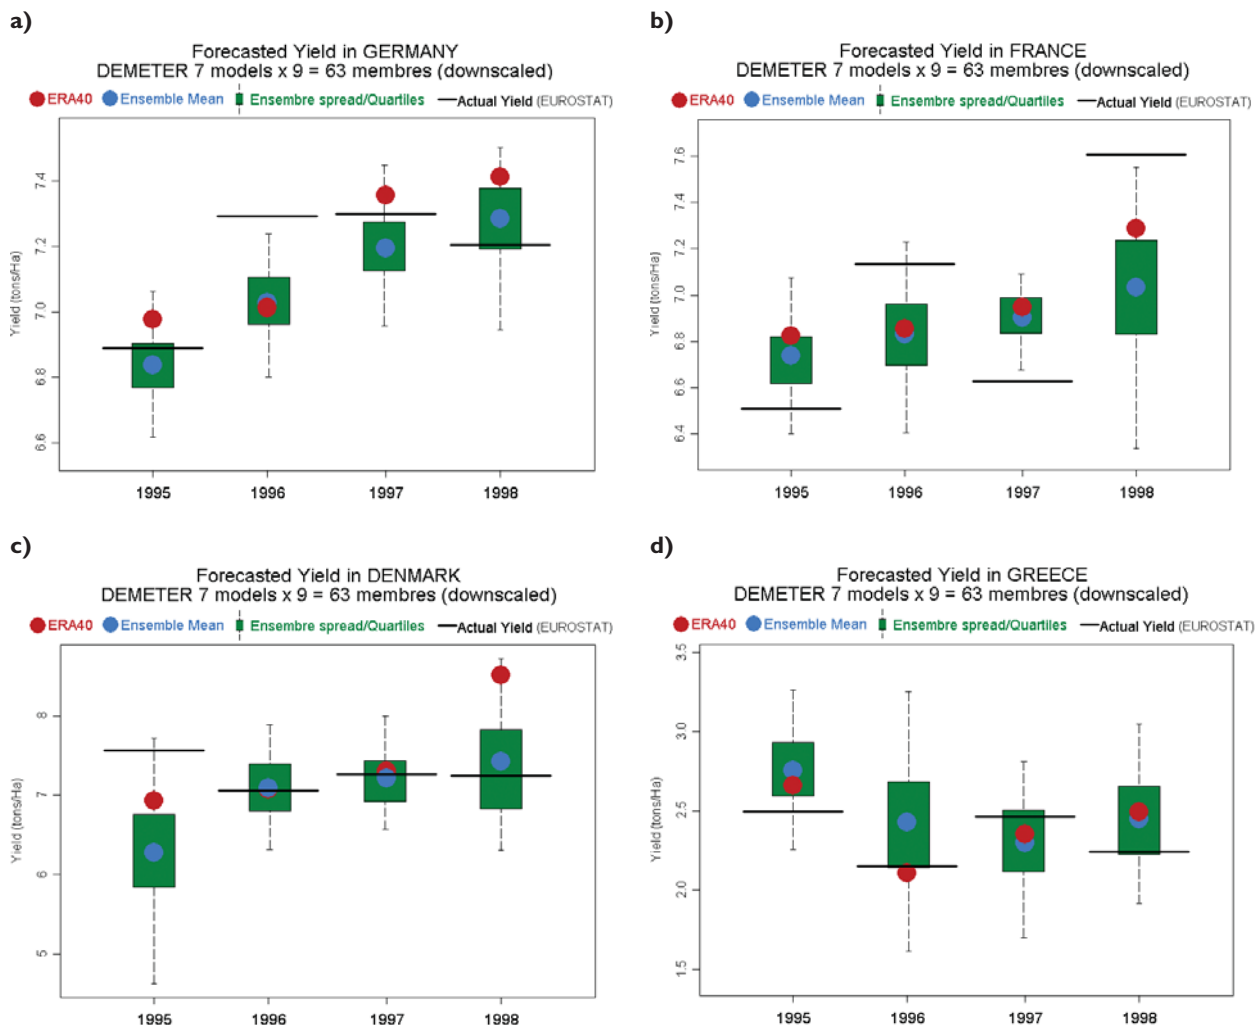 a)
Forecasted Yield in GERMANY
DEMETER 7 models x 9 = 63 membres (downscaled)
ERA40 Ensemble Mean Ensembre spread/Quartiles Actual Yield (EUROSTAT)
Yield (tons/Ha)
7.4
7.2
7.0
6.8
6.6
1995 1996 1997 1998
b)
Forecasted Yield in FRANCE
DEMETER 7 models x 9 = 63 membres (downscaled)
ERA40 Ensemble Mean Ensembre spread/Quartiles Actual Yield (EUROSTAT)
Yield (tons/Ha)
7.6
7.4
7.2
7.0
6.8
6.6
6.4
1995 1996 1997 1998
c)
Forecasted Yield in DENMARK
DEMETER 7 models x 9 = 63 membres (downscaled)
ERA40 Ensemble Mean Ensembre spread/Quartiles Actual Yield (EUROSTAT)
Yield (tons/Ha)
8
7
6
5
1995 1996 1997 1998
d)
Forecasted Yield in GREECE
DEMETER 7 models x 9 = 63 membres (downscaled)
ERA40 Ensemble Mean Ensembre spread/Quartiles Actual Yield (EUROSTAT)
Yield (tons/Ha)
3.5
3.0
2.5
2.0
1.5
1995 1996 1997 1998